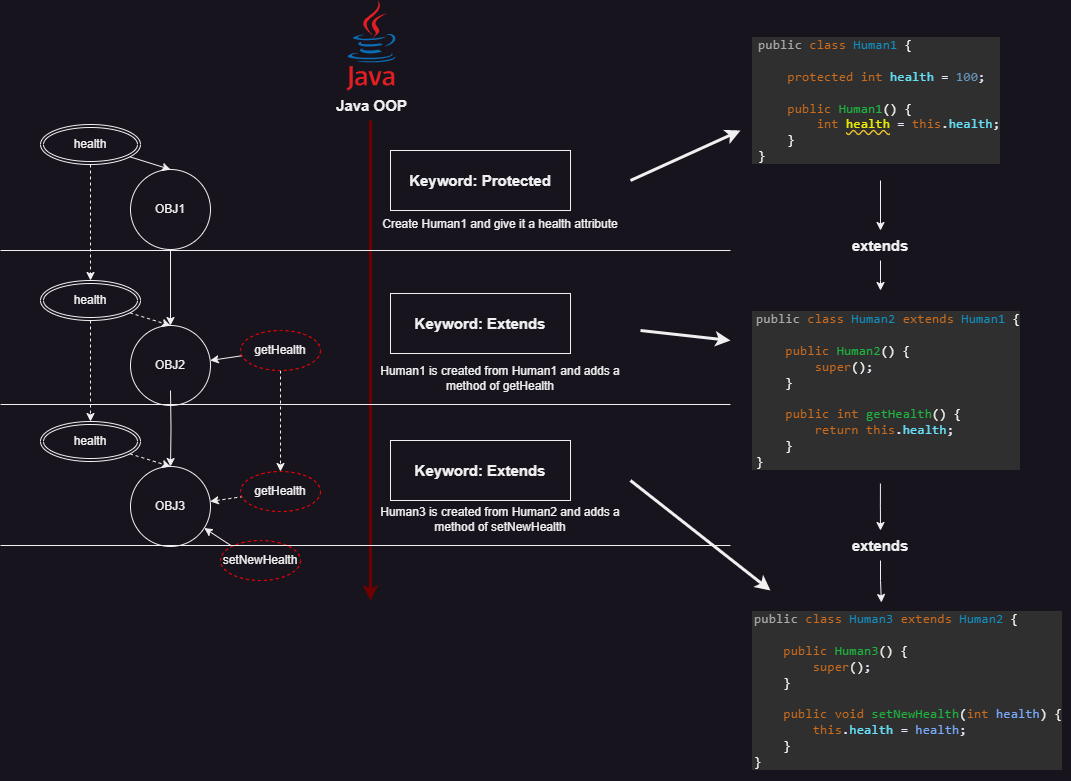 Java
Java OOP
health
OBJ1
Keyword: Protected
Create Human1 and give it a health attribute
health
OBJ2
getHealth
Keyword: Extends
Human1 is created from Human1 and adds a
method of getHealth
health
OBJ3
getHealth
setNewHealth
Keyword: Extends
Human3 is created from Human2 and adds a
method of setNewHealth
public class Human1 {
protected int health = 100;
public Human1() {
int health = this.health;
}
}
extends
public class Human2 extends Human1 {
public Human2() {
super();
}
public int getHealth() {
return this.health;
}
}
extends
public class Human3 extends Human2 {
public Human3() {
super();
}
public void setNewHealth(int health) {
this.health = health;
}
}